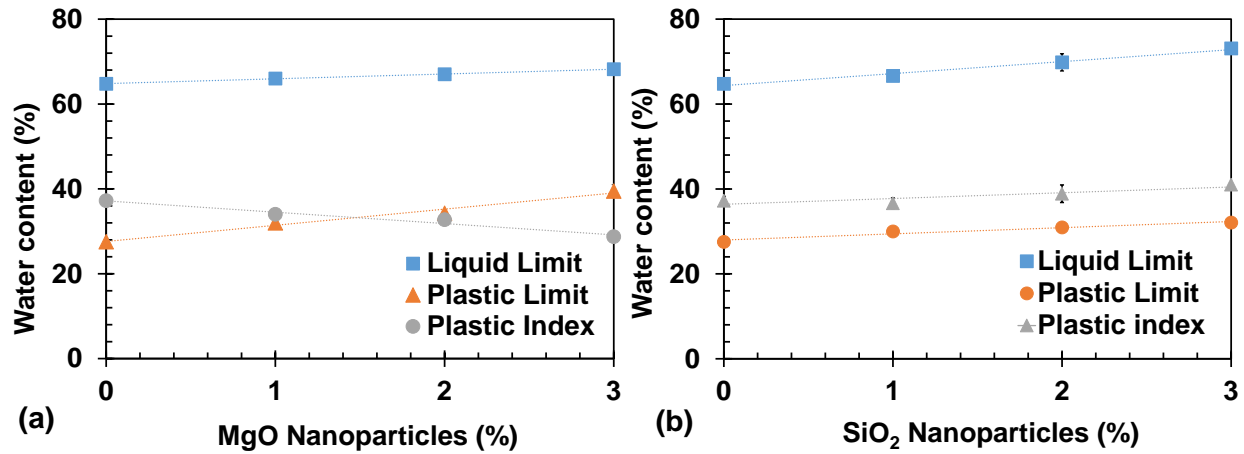 80
60
40
20
0
Water content (%)
Liquid Limit
Plastic Limit
Plastic Index
0 1 2 3
(a)
MgO Nanoparticles (%)
80
60
40
20
0
Water content (%)
Liquid Limit
Plastic Limit
Plastic index
0 1 2 3
(b)
SiO₂ Nanoparticles (%)